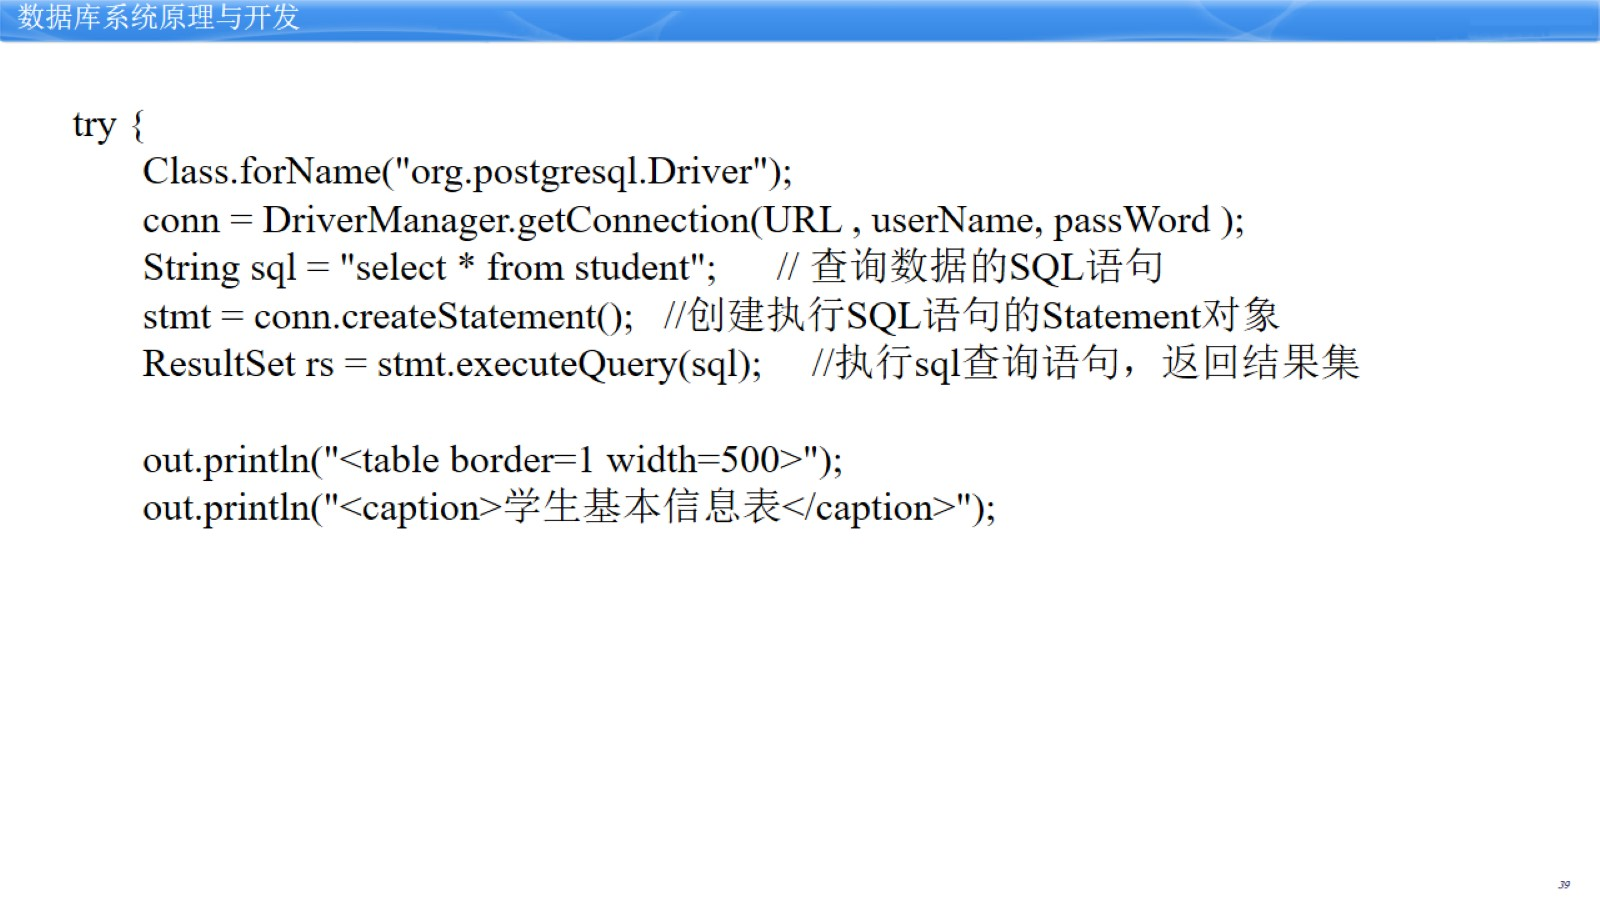 数据库系统原理与开发
try {
Class.forName("org.postgresql.Driver");
conn = DriverManager.getConnection(URL , userName, passWord );
String sql = "select * from student"; // 查询数据的SQL语句
stmt = conn.createStatement(); //创建执行SQL语句的Statement对象
ResultSet rs = stmt.executeQuery(sql); //执行sql查询语句，返回结果集
out.println("<table border=1 width=500>");
out.println("<caption>学生基本信息表</caption>");
39